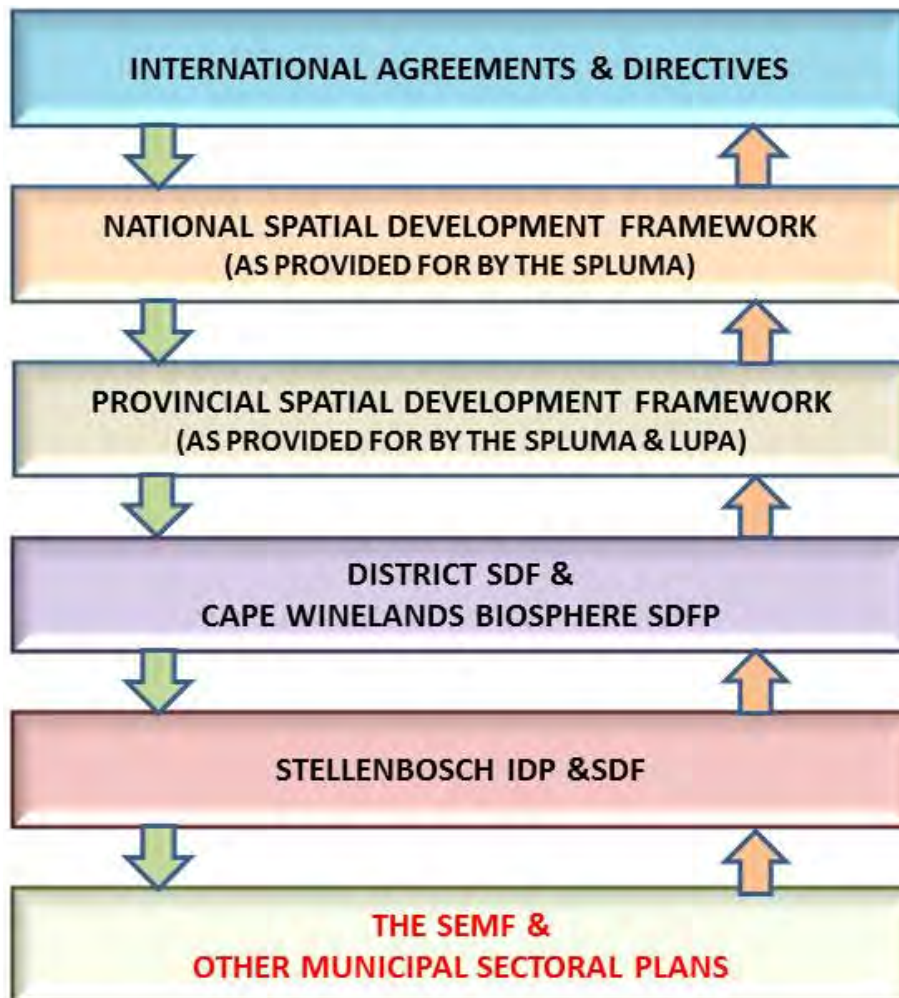 INTERNATIONAL AGREEMENTS & DIRECTIVES
NATIONAL SPATIAL DEVELOPMENT FRAMEWORK
(AS PROVIDED FOR BY THE SPLUMA)
PROVINCIAL SPATIAL DEVELOPMENT FRAMEWORK
(AS PROVIDED FOR BY THE SPLUMA & LUPA)
DISTRICT SDF &
CAPE WINELANDS BIOSPHERE SDFP
STELLENBOSCH IDP &SDF
THE SEMF &
OTHER MUNICIPAL SECTORAL PLANS